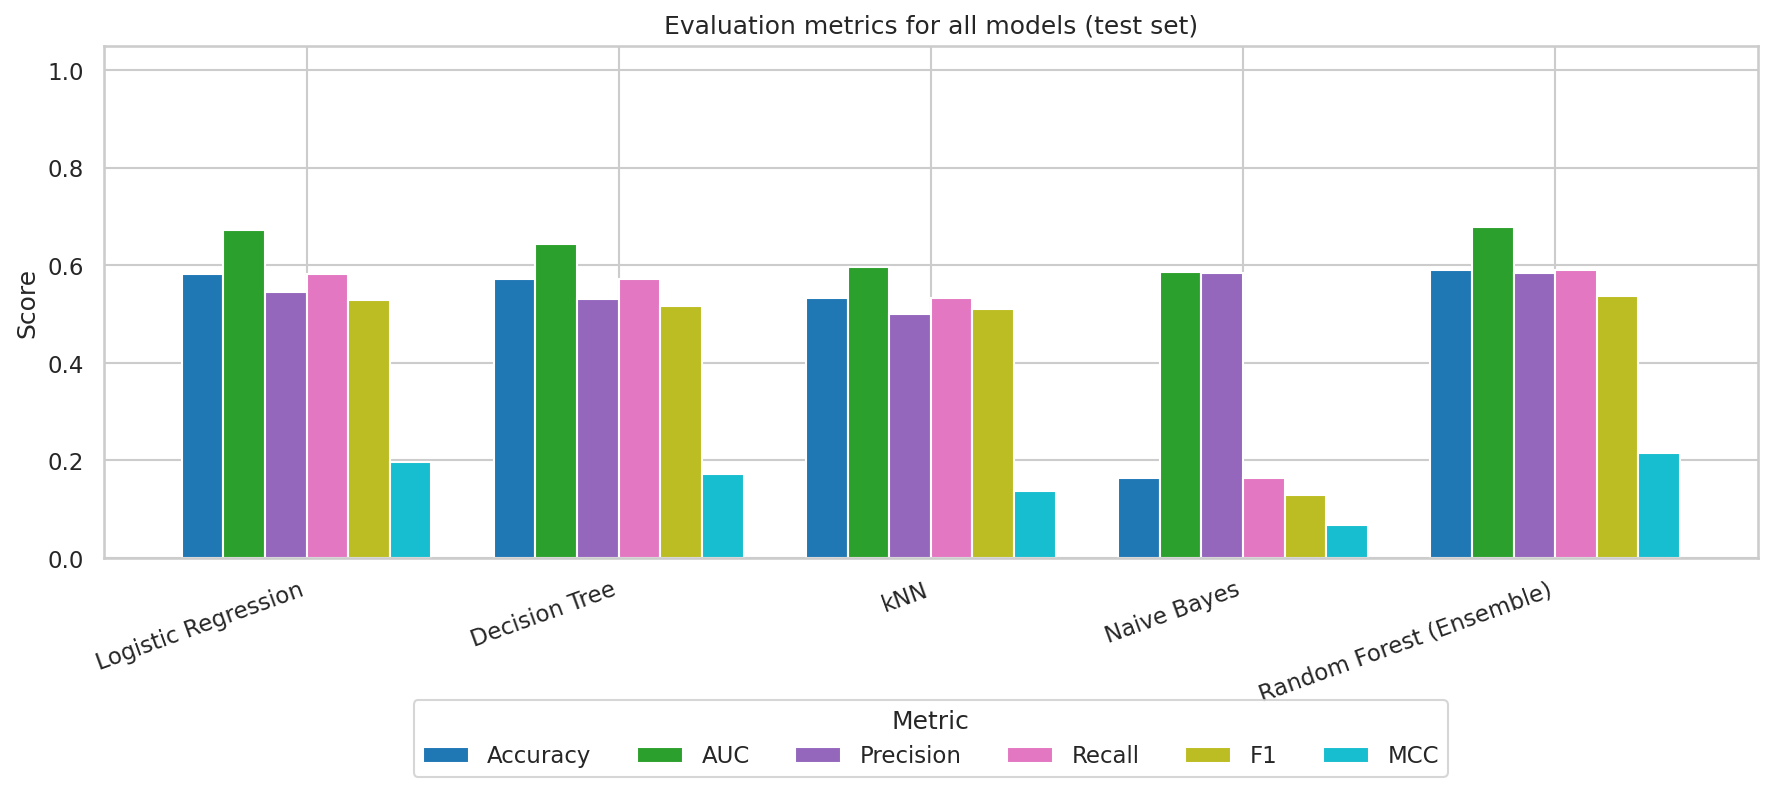 Evaluation metrics for all models (test set)
Score
1.0
0.8
0.6
0.4
0.2
0.0
Logistic Regression
Decision Tree
kNN
Naive Bayes
Random Forest (Ensemble)
Metric
Accuracy AUC Precision Recall F1 MCC